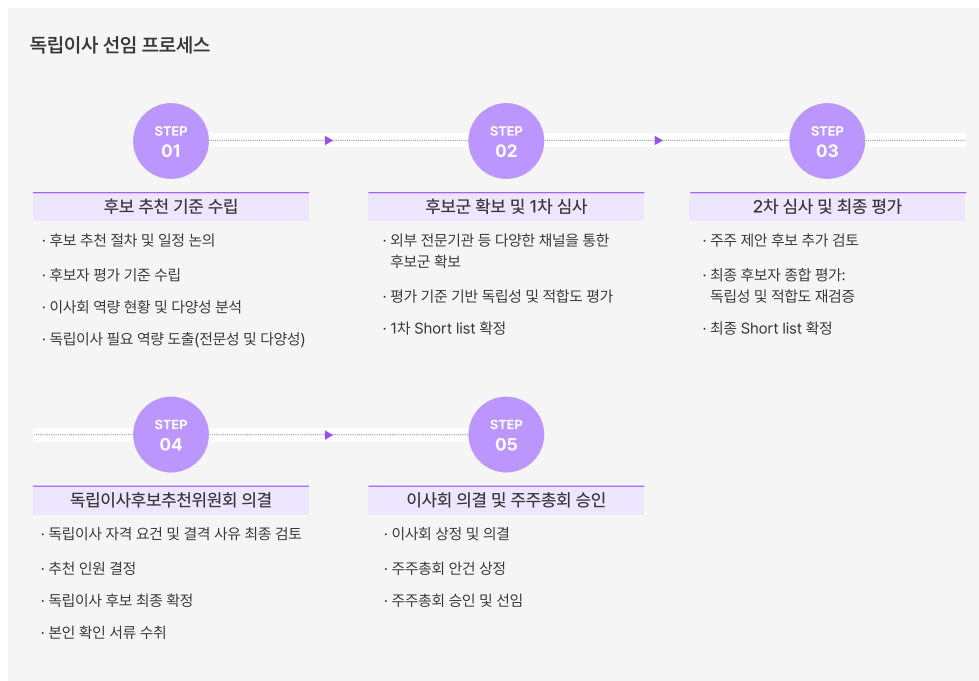 독립이사 선임 프로세스
STEP
01
후보 추천 기준 수립
· 후보 추천 절차 및 일정 논의
· 후보자 평가 기준 수립
· 이사회 역량 현황 및 다양성 분석
· 독립이사 필요 역량 도출(전문성 및 다양성)
STEP
02
후보군 확보 및 1차 심사
· 외부 전문기관 등 다양한 채널을 통한
후보군 확보
· 평가 기준 기반 독립성 및 적합도 평가
· 1차 Short list 확정
STEP
03
2차 심사 및 최종 평가
· 주주 제안 후보 추가 검토
· 최종 후보자 종합 평가:
독립성 및 적합도 재검증
· 최종 Short list 확정
STEP
04
독립이사후보추천위원회 의결
· 독립이사 자격 요건 및 결격 사유 최종 검토
· 추천 인원 결정
· 독립이사 후보 최종 확정
· 본인 확인 서류 수취
STEP
05
이사회 의결 및 주주총회 승인
· 이사회 상정 및 의결
· 주주총회 안건 상정
· 주주총회 승인 및 선임